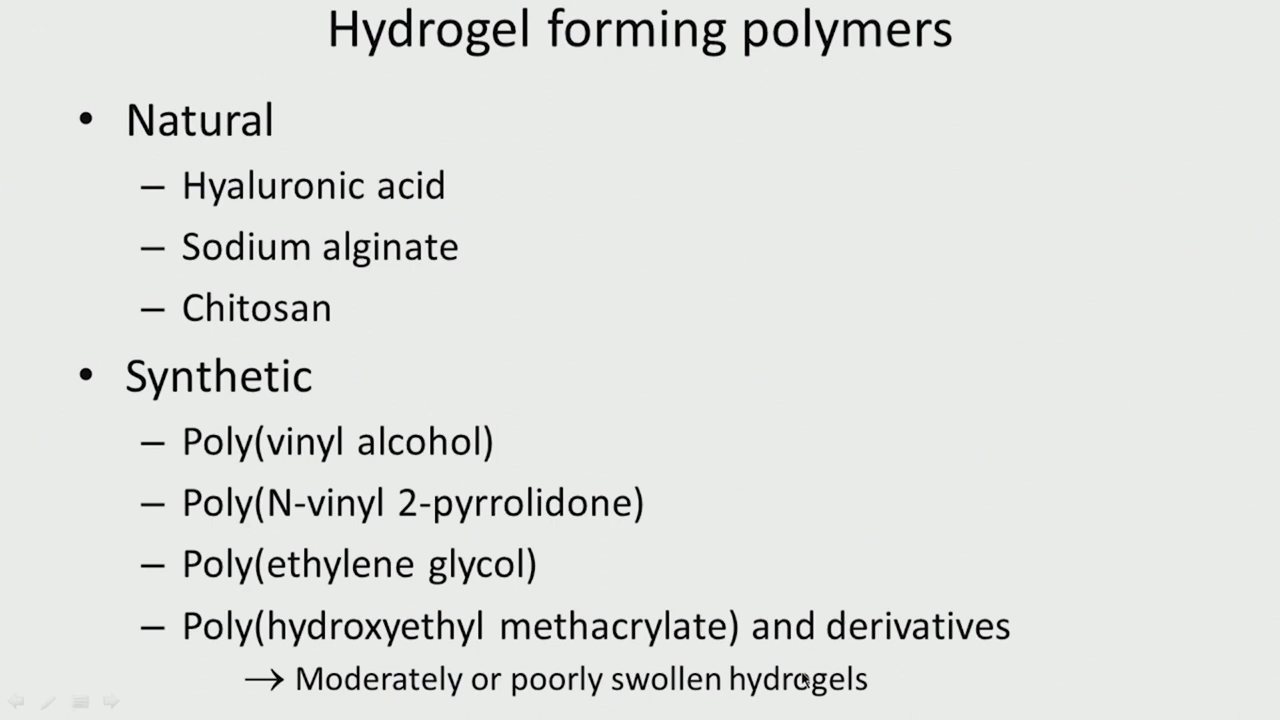 Hydrogel forming polymers
• Natural
– Hyaluronic acid
– Sodium alginate
– Chitosan
• Synthetic
– Poly(vinyl alcohol)
– Poly(N-vinyl 2-pyrrolidone)
– Poly(ethylene glycol)
– Poly(hydroxyethyl methacrylate) and derivatives
→ Moderately or poorly swollen hydrogels